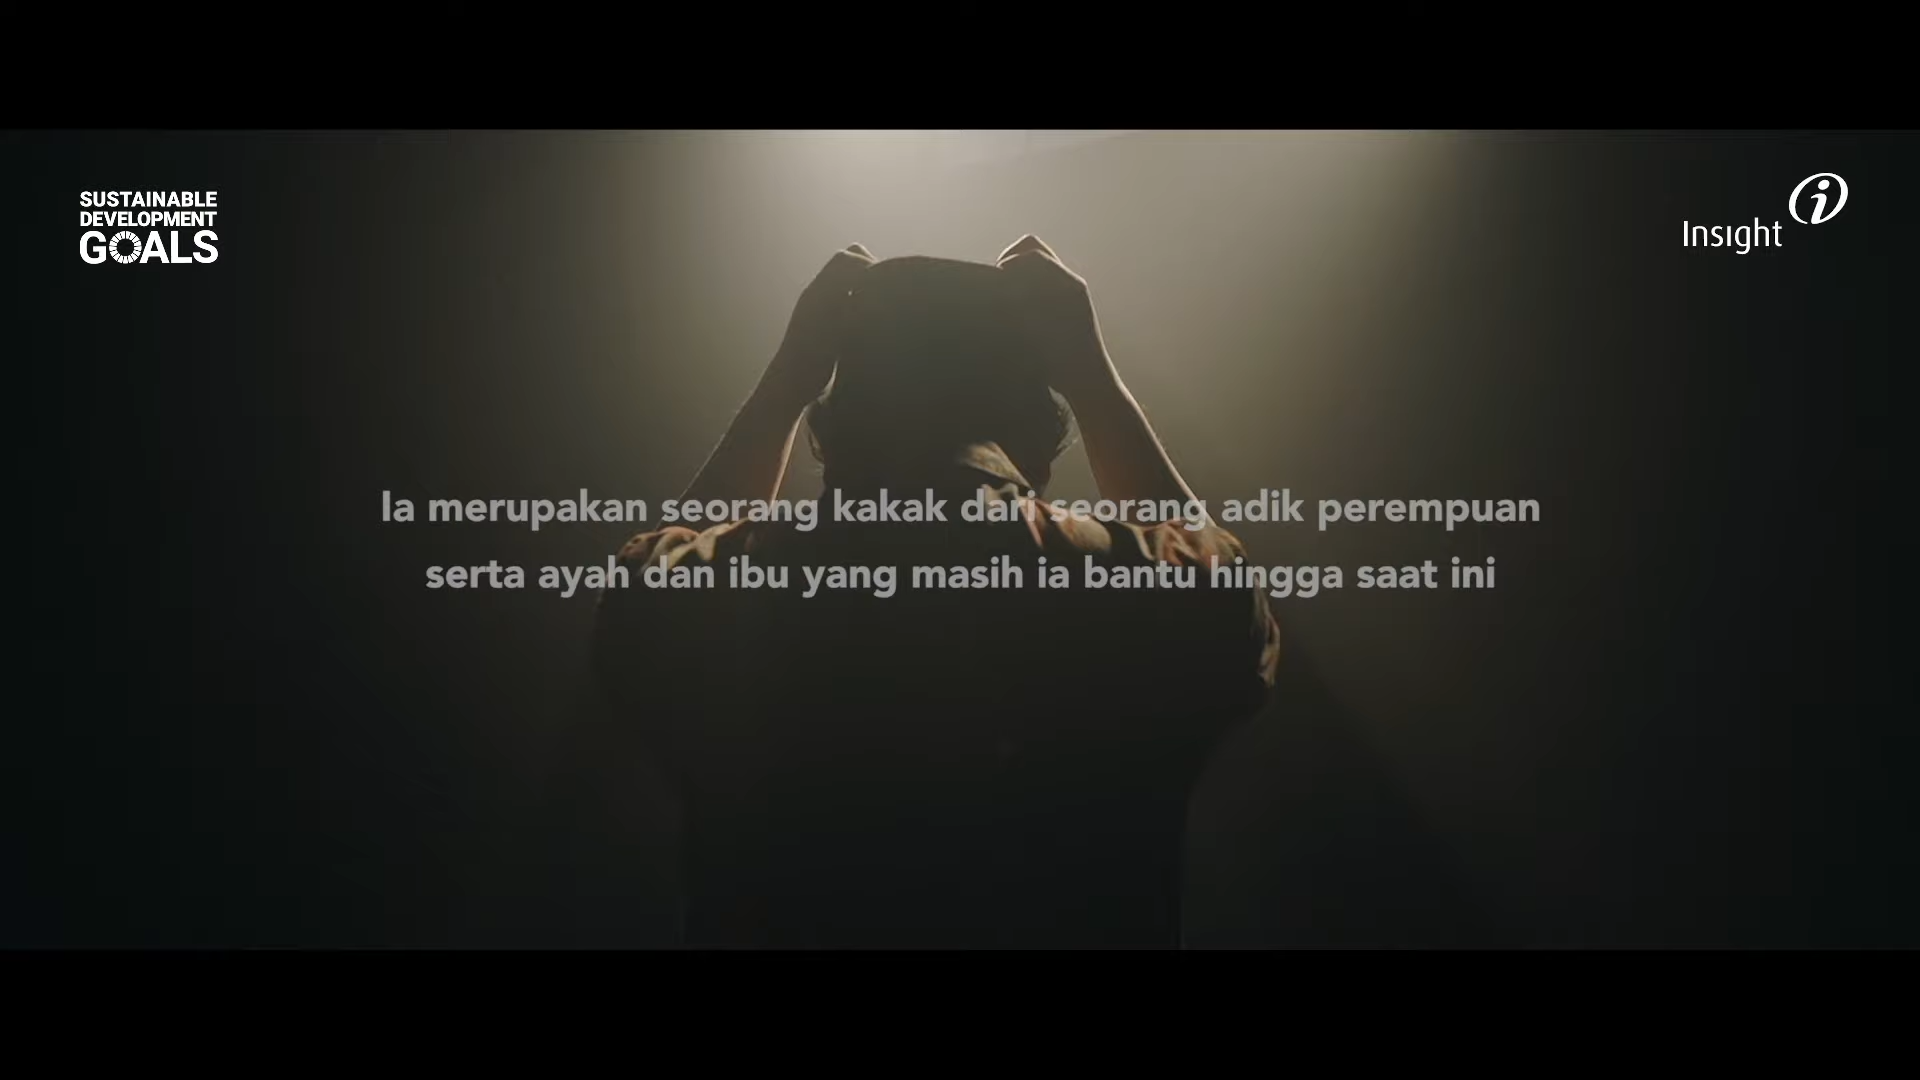 SUSTAINABLE
DEVELOPMENT
GOALS
Insight
i
Ia merupakan seorang kakak dari seorang adik perempuan
serta ayah dan ibu yang masih ia bantu hingga saat ini